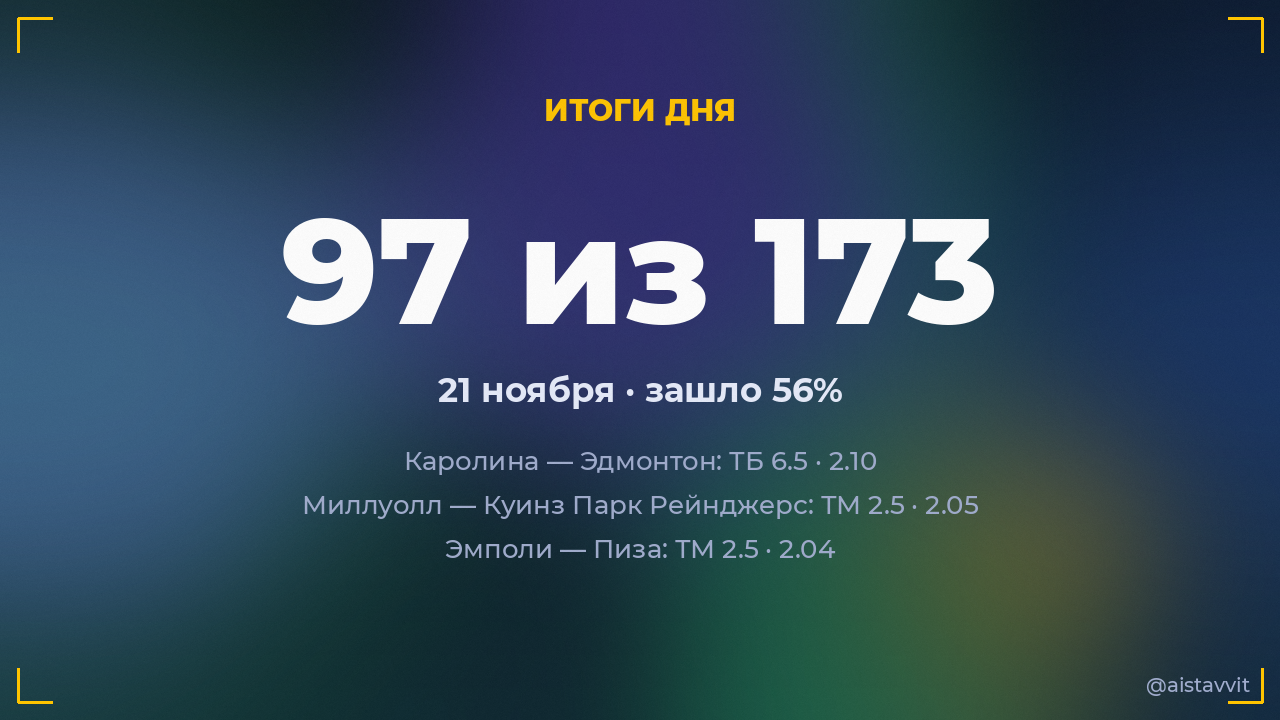 ИТОГИ ДНЯ
97 из 173
21 ноября · зашло 56%
Каролина — Эдмонтон: ТБ 6.5 · 2.10
Миллуолл — Куинз Парк Рейнджерс: ТМ 2.5 · 2.05
Эмполи — Пиза: ТМ 2.5 · 2.04
@aistavvit